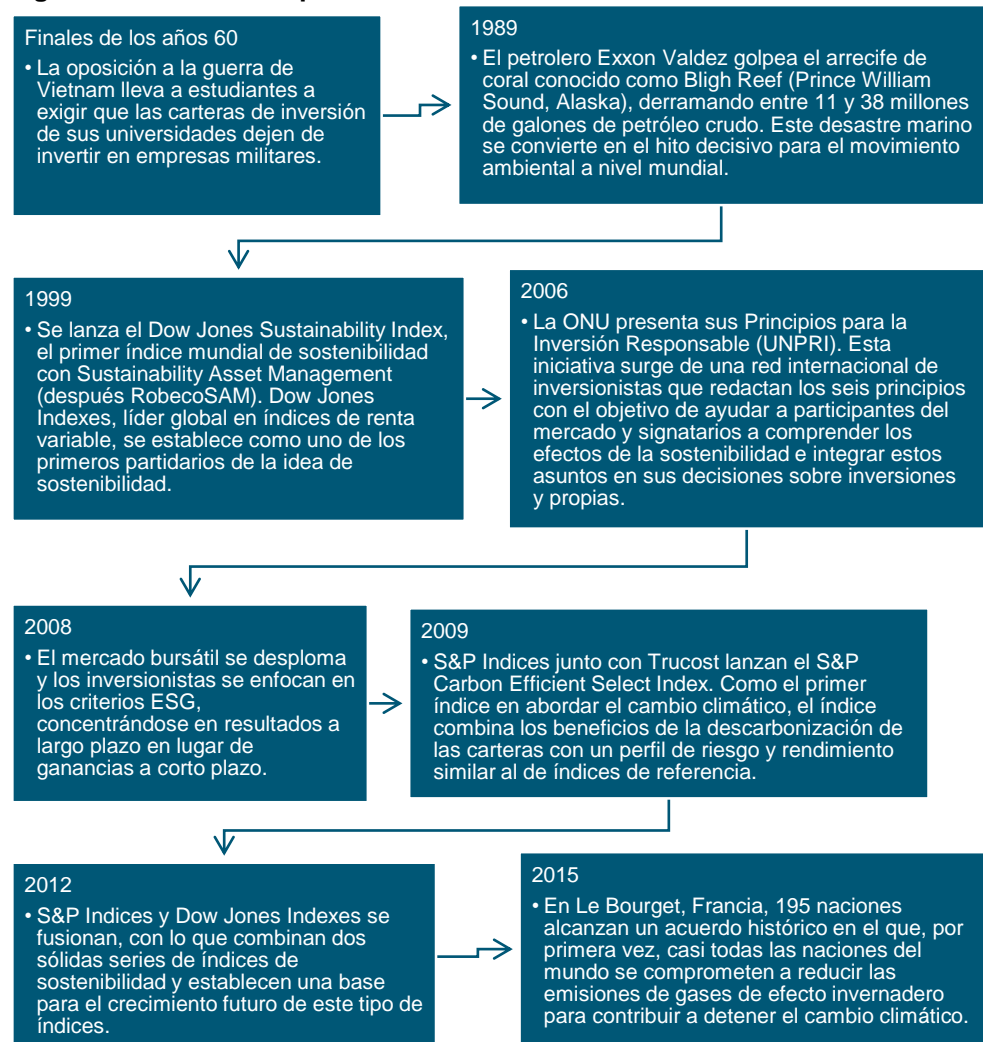 Finales de los años 60
• La oposición a la guerra de
Vietnam lleva a estudiantes a
exigir que las carteras de inversión
de sus universidades dejen de
invertir en empresas militares.
1989
• El petrolero Exxon Valdez golpea el arrecife de
coral conocido como Bligh Reef (Prince William
Sound, Alaska), derramando entre 11 y 38 millones
de galones de petróleo crudo. Este desastre marino
se convierte en el hito decisivo para el movimiento
ambiental a nivel mundial.
1999
• Se lanza el Dow Jones Sustainability Index,
el primer índice mundial de sostenibilidad
con Sustainability Asset Management
(después RobecoSAM). Dow Jones
Indexes, líder global en índices de renta
variable, se establece como uno de los
primeros partidarios de la idea de
sostenibilidad.
2006
• La ONU presenta sus Principios para la
Inversión Responsable (UNPRI). Esta
iniciativa surge de una red internacional de
inversionistas que redactan los seis principios
con el objetivo de ayudar a participantes del
mercado y signatarios a comprender los
efectos de la sostenibilidad e integrar estos
asuntos en sus decisiones sobre inversiones
y propias.
2008
• El mercado bursátil se desploma
y los inversionistas se enfocan en
los criterios ESG,
concentrándose en resultados a
largo plazo en lugar de
ganancias a corto plazo.
2009
• S&P Indices junto con Trucost lanzan el S&P
Carbon Efficient Select Index. Como el primer
índice en abordar el cambio climático, el índice
combina los beneficios de la descarbonización de
las carteras con un perfil de riesgo y rendimiento
similar al de índices de referencia.
2012
• S&P Indices y Dow Jones Indexes se
fusionan, con lo que combinan dos
sólidas series de índices de
sostenibilidad y establecen una base
para el crecimiento futuro de este tipo de
índices.
2015
• En Le Bourget, Francia, 195 naciones
alcanzan un acuerdo histórico en el que, por
primera vez, casi todas las naciones del
mundo se comprometen a reducir las
emisiones de gases de efecto invernadero
para contribuir a detener el cambio climático.